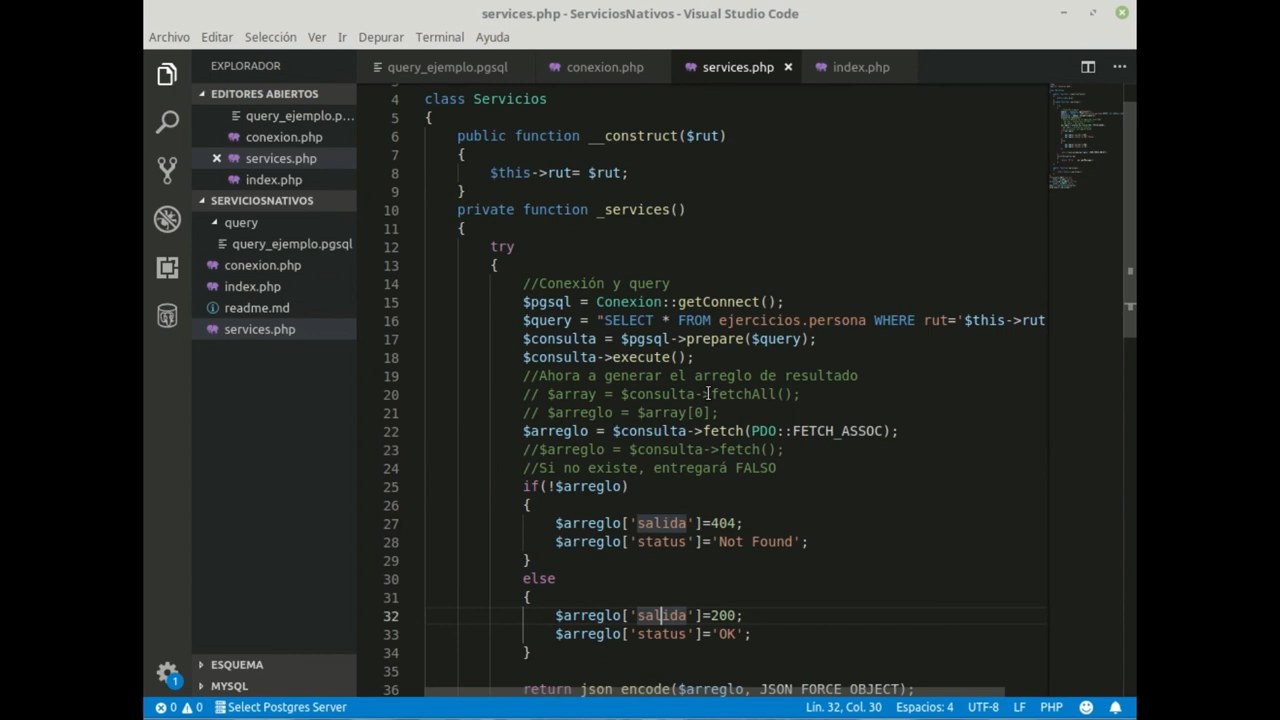 services.php - ServiciosNativos - Visual Studio Code
Archivo Editar Selección Ver Ir Depurar Terminal Ayuda
EXPLORADOR
EDITORES ABIERTOS
query_ejemplo.p...
conexion.php
services.php
index.php
SERVICIOSNATIVOS
query
query_ejemplo.pgsql
conexion.php
index.php
readme.md
services.php
ESQUEMA
MYSQL
query_ejemplo.pgsql conexion.php services.php index.php
4 class Servicios
5 {
6 public function __construct($rut)
7 {
8 $this->rut= $rut;
9 }
10 private function _services()
11 {
12 try
13 {
14 //Conexión y query
15 $pgsql = Conexion::getConnect();
16 $query = "SELECT * FROM ejercicios.persona WHERE rut='$this->rut
17 $consulta = $pgsql->prepare($query);
18 $consulta->execute();
19 //Ahora a generar el arreglo de resultado
20 // $array = $consulta->fetchAll();
21 // $arreglo = $array[0];
22 $arreglo = $consulta->fetch(PDO::FETCH_ASSOC);
23 //$arreglo = $consulta->fetch();
24 //Si no existe, entregará FALSO
25 if(!$arreglo)
26 {
27 $arreglo['salida']=404;
28 $arreglo['status']='Not Found';
29 }
30 else
31 {
32 $arreglo['salida']=200;
33 $arreglo['status']='OK';
34 }
35
36 return json_encode($arreglo, JSON_FORCE_OBJECT);
1
0 0 Select Postgres Server Lín. 32, Col. 30 Espacios: 4 UTF-8 LF PHP